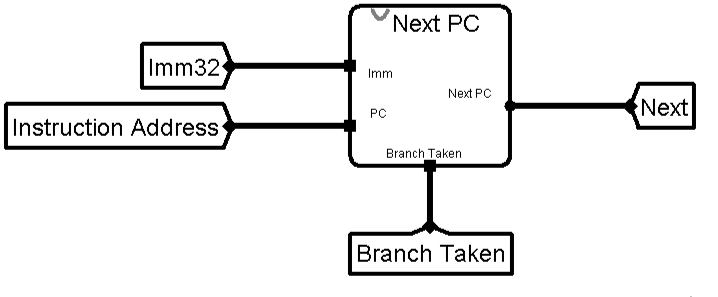 Next PC
Imm32
Imm
Next PC
Next
PC
Instruction Address
Branch Taken
Branch Taken